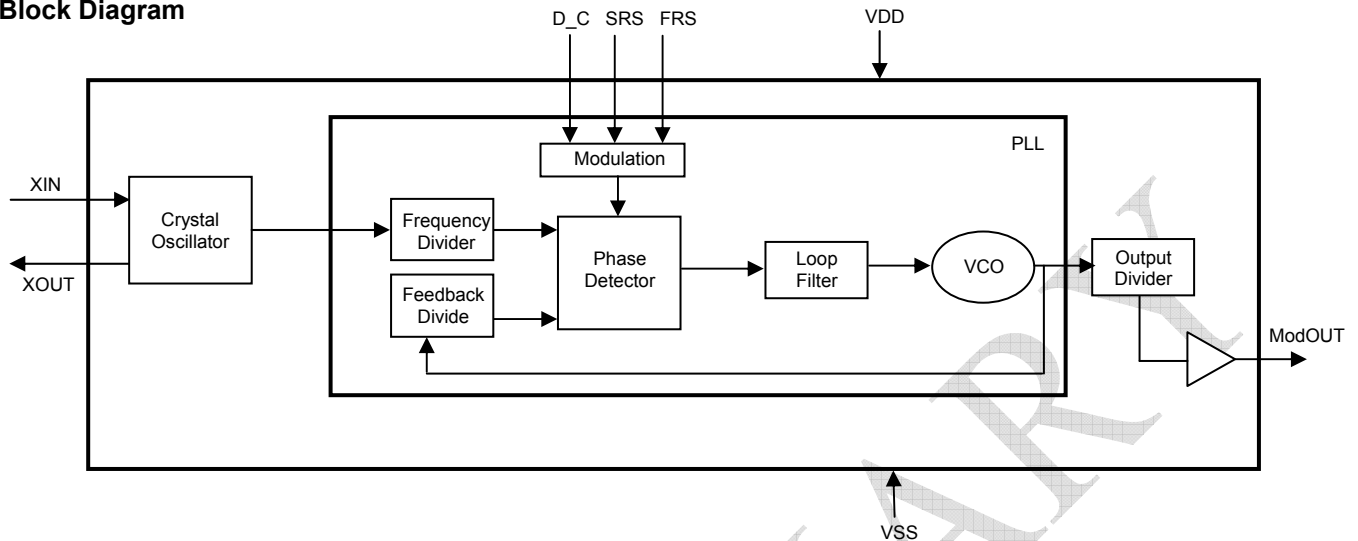 Block Diagram
D_C SRS FRS
VDD
PLL
Modulation
XIN
XOUT
Crystal
Oscillator
Frequency
Divider
Feedback
Divide
Phase
Detector
Loop
Filter
VCO
Output
Divider
ModOUT
VSS
ARY